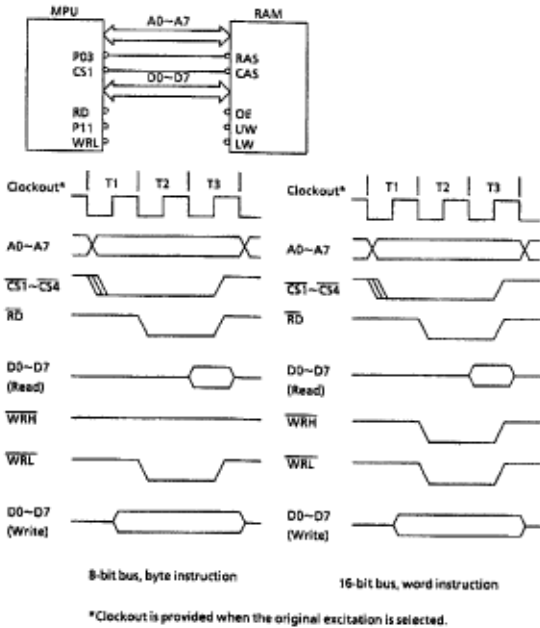 MPU
RAM
A0~A7
P03
RAS
CS1
CAS
D0~D7
RD
OE
P11
UW
WRL
LW
Clockout*
T1
T2
T3
A0~A7
CS1~CS4
RD
D0~D7
(Read)
WRH
WRL
D0~D7
(Write)
8-bit bus, byte instruction
Clockout*
T1
T2
T3
A0~A7
CS1~CS4
RD
D0~D7
(Read)
WRH
WRL
D0~D7
(Write)
16-bit bus, word instruction
*Clockout is provided when the original excitation is selected.